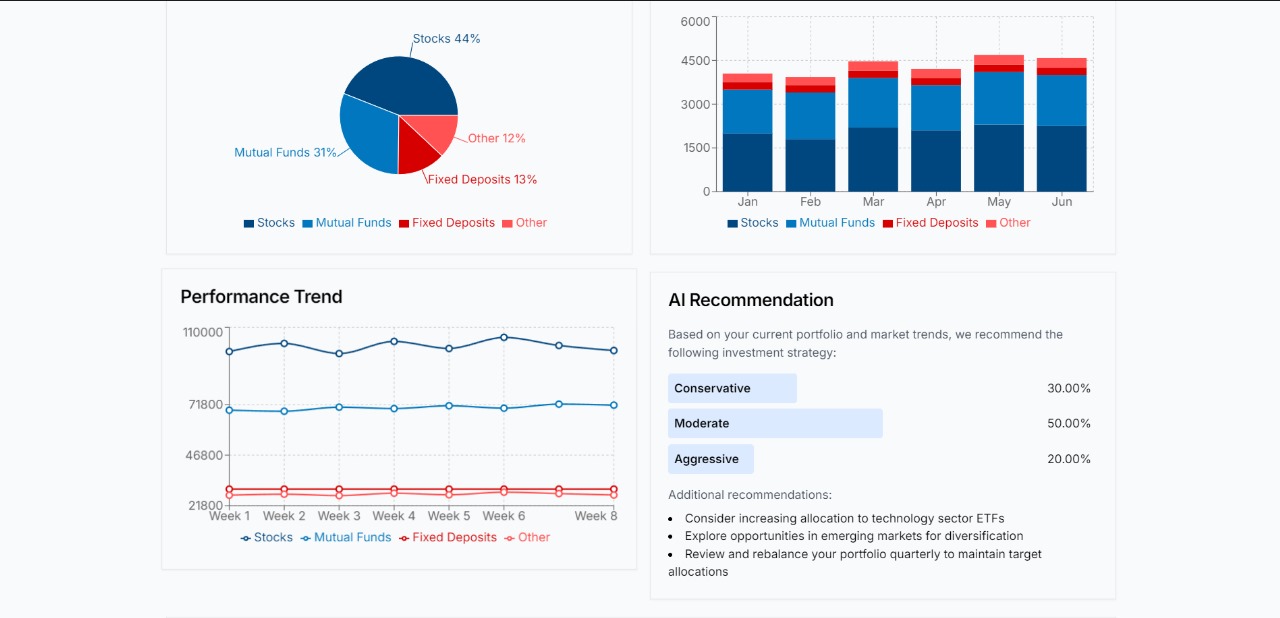 Stocks 44%
Mutual Funds 31%
Other 12%
Fixed Deposits 13%
Stocks Mutual Funds Fixed Deposits Other
6000
4500
3000
1500
0
Jan Feb Mar Apr May Jun
Stocks Mutual Funds Fixed Deposits Other
Performance Trend
110000
71800
46800
21800
Week 1 Week 2 Week 3 Week 4 Week 5 Week 6 Week 8
Stocks Mutual Funds Fixed Deposits Other
AI Recommendation
Based on your current portfolio and market trends, we recommend the
following investment strategy:
Conservative 30.00%
Moderate 50.00%
Aggressive 20.00%
Additional recommendations:
• Consider increasing allocation to technology sector ETFs
• Explore opportunities in emerging markets for diversification
• Review and rebalance your portfolio quarterly to maintain target
allocations